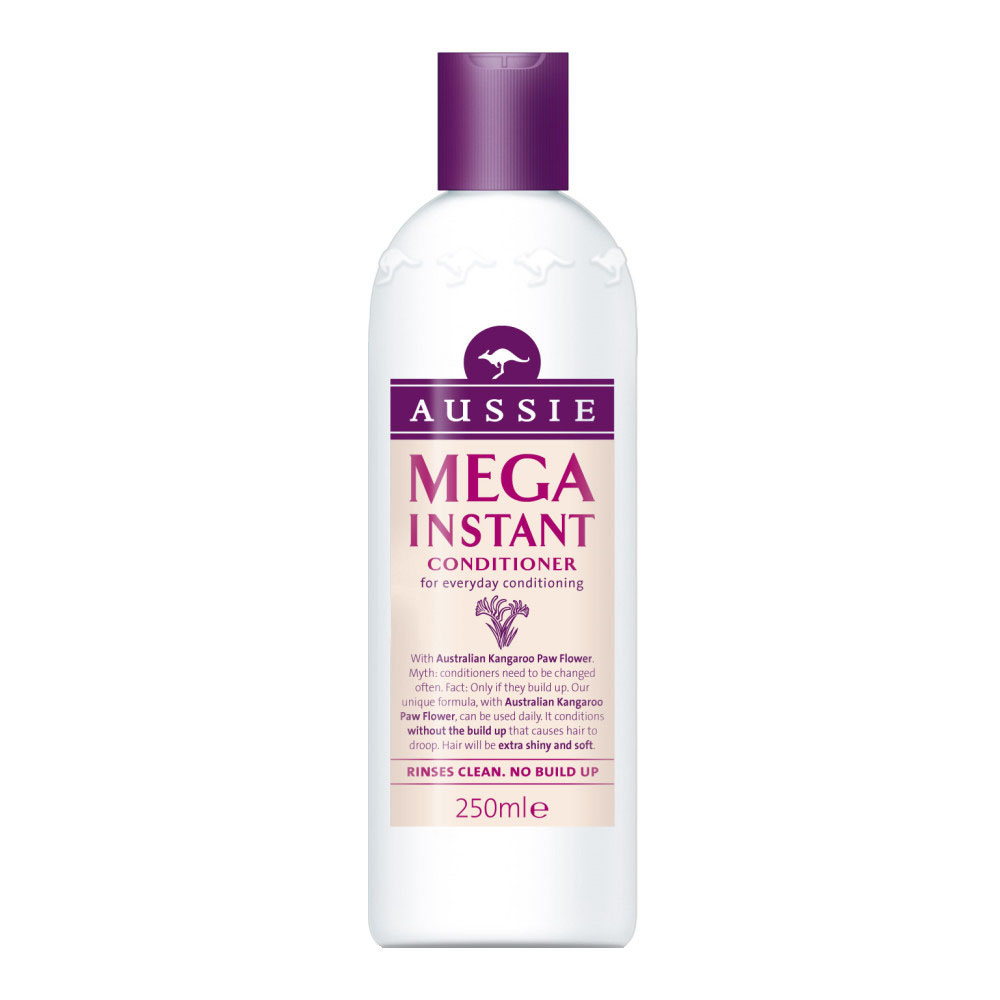 AUSSIE
MEGA
INSTANT
CONDITIONER
for everyday conditioning
With Australian Kangaroo Paw Flower.
Myth: conditioners need to be changed
often. Fact: Only if they build up. Our
unique formula, with Australian Kangaroo
Paw Flower, can be used daily. It conditions
without the build up that causes hair to
droop. Hair will be extra shiny and soft.
RINSES CLEAN. NO BUILD UP
250ml℮